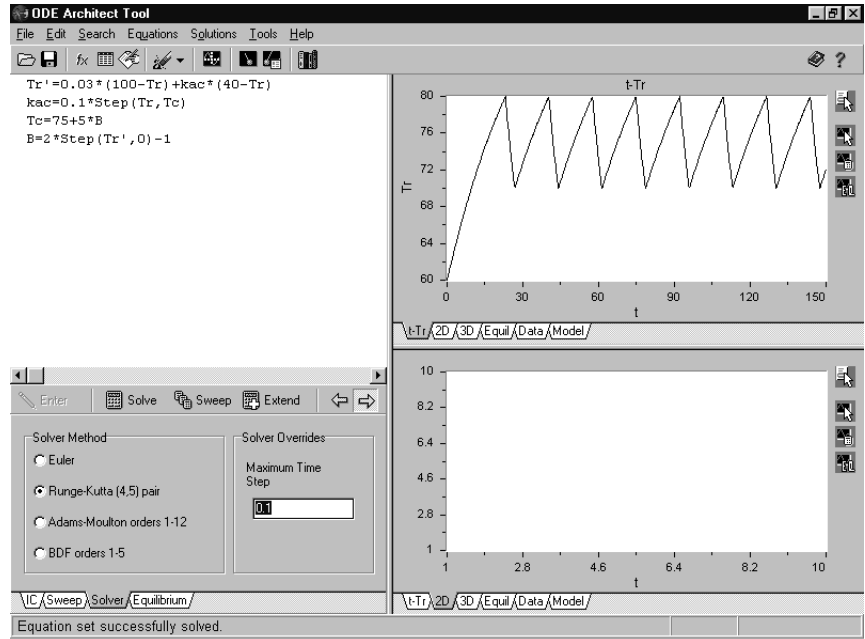 ODE Architect Tool
File Edit Search Equations Solutions Tools Help
Tr'=0.03*(100-Tr)+kac*(40-Tr)
kac=0.1*Step(Tr,Tc)
Tc=75+5*B
B=2*Step(Tr',0)-1
Enter Solve Sweep Extend
Solver Method
Euler
Runge-Kutta (4,5) pair
Adams-Moulton orders 1-12
BDF orders 1-5
Solver Overrides
Maximum Time
Step
0.1
IC Sweep Solver Equilibrium
t-Tr
80
76
72
68
64
60
Tr
0 30 60 90 120 150
t
t-Tr 2D 3D Equil Data Model
10
8.2
6.4
4.6
2.8
1
1 2.8 4.6 6.4 8.2 10
t
t-Tr 2D 3D Equil Data Model
Equation set successfully solved.